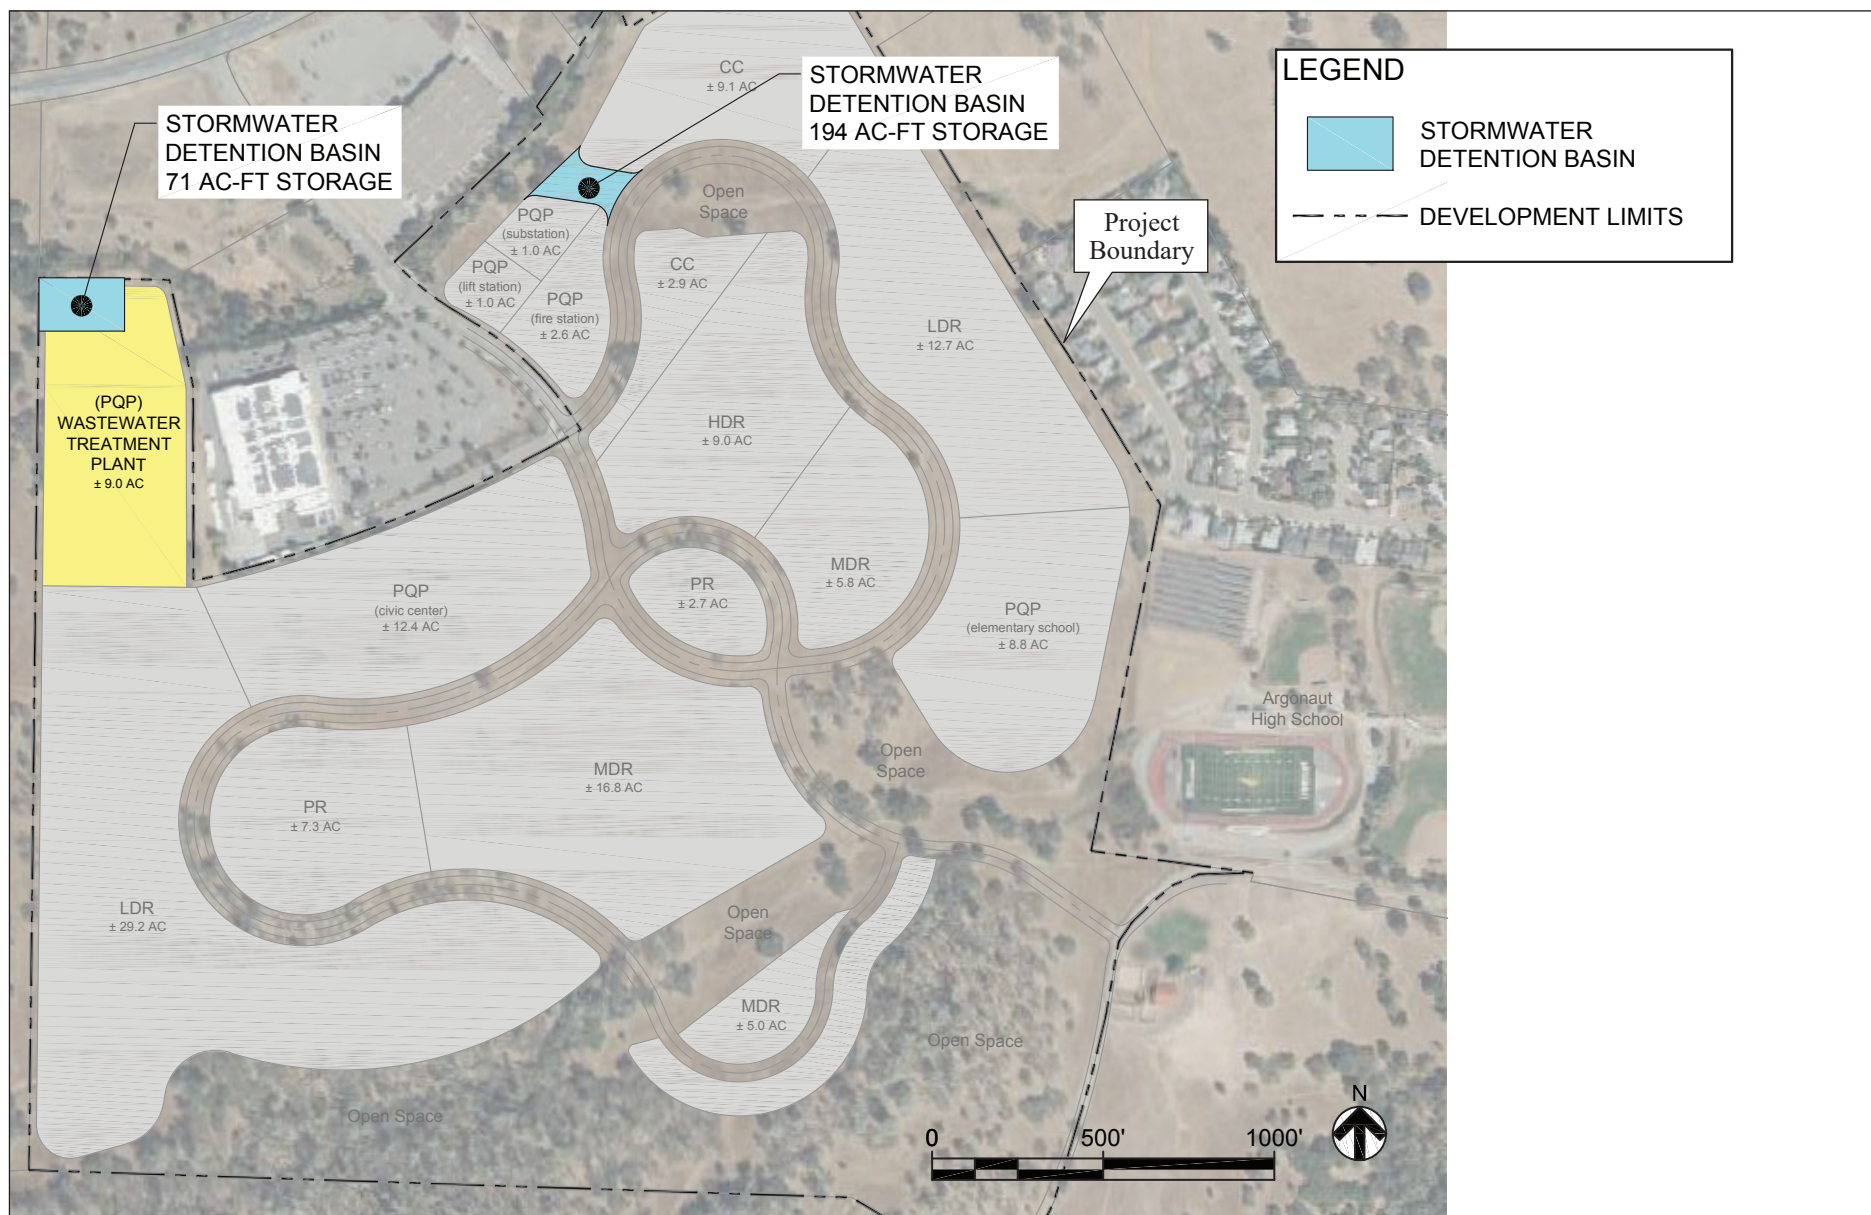 CC
± 9.1 AC
STORMWATER
DETENTION BASIN
194 AC-FT STORAGE
LEGEND
STORMWATER
DETENTION BASIN
DEVELOPMENT LIMITS
STORMWATER
DETENTION BASIN
71 AC-FT STORAGE
Open
Space
PQP
(substation)
± 1.0 AC
Project
Boundary
PQP
(lift station)
± 1.0 AC
CC
± 2.9 AC
PQP
(fire station)
± 2.6 AC
LDR
± 12.7 AC
(PQP)
WASTEWATER
TREATMENT
PLANT
± 9.0 AC
HDR
± 9.0 AC
MDR
± 5.8 AC
PR
± 2.7 AC
PQP
(civic center)
± 12.4 AC
PQP
(elementary school)
± 8.8 AC
Argonaut
High School
Open
Space
MDR
± 16.8 AC
PR
± 7.3 AC
LDR
± 29.2 AC
Open
Space
MDR
± 5.0 AC
Open Space
Open Space
N
0 500' 1000'